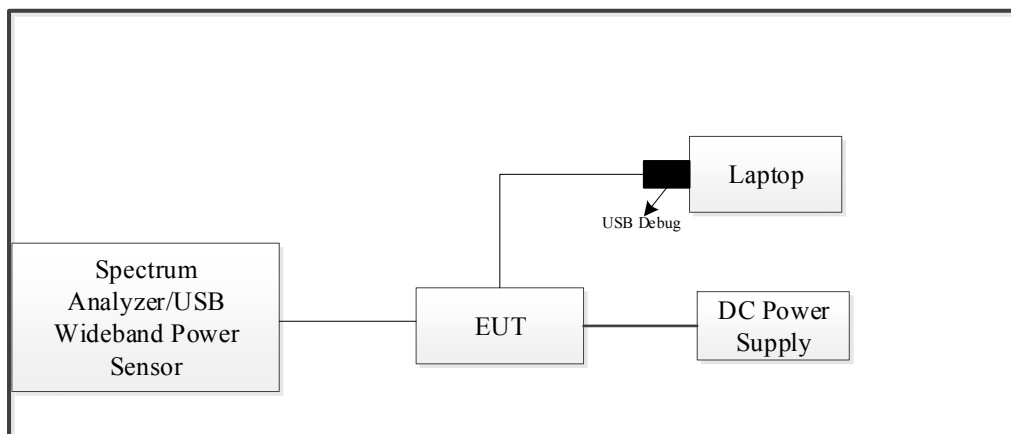 Laptop
USB Debug
Spectrum
Analyzer/USB
Wideband Power
Sensor
EUT
DC Power
Supply